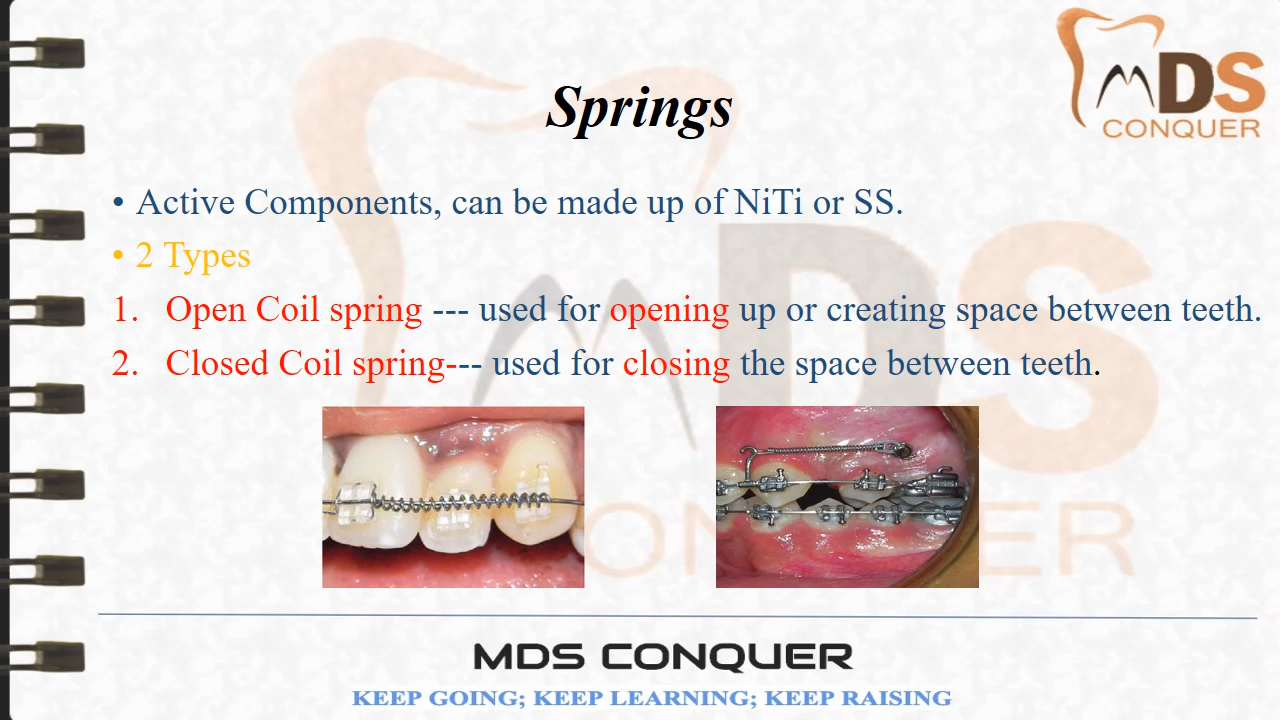 MDS
CONQUER
Springs
• Active Components, can be made up of NiTi or SS.
• 2 Types
1. Open Coil spring --- used for opening up or creating space between teeth.
2. Closed Coil spring--- used for closing the space between teeth.
MDS CONQUER
KEEP GOING; KEEP LEARNING; KEEP RAISING